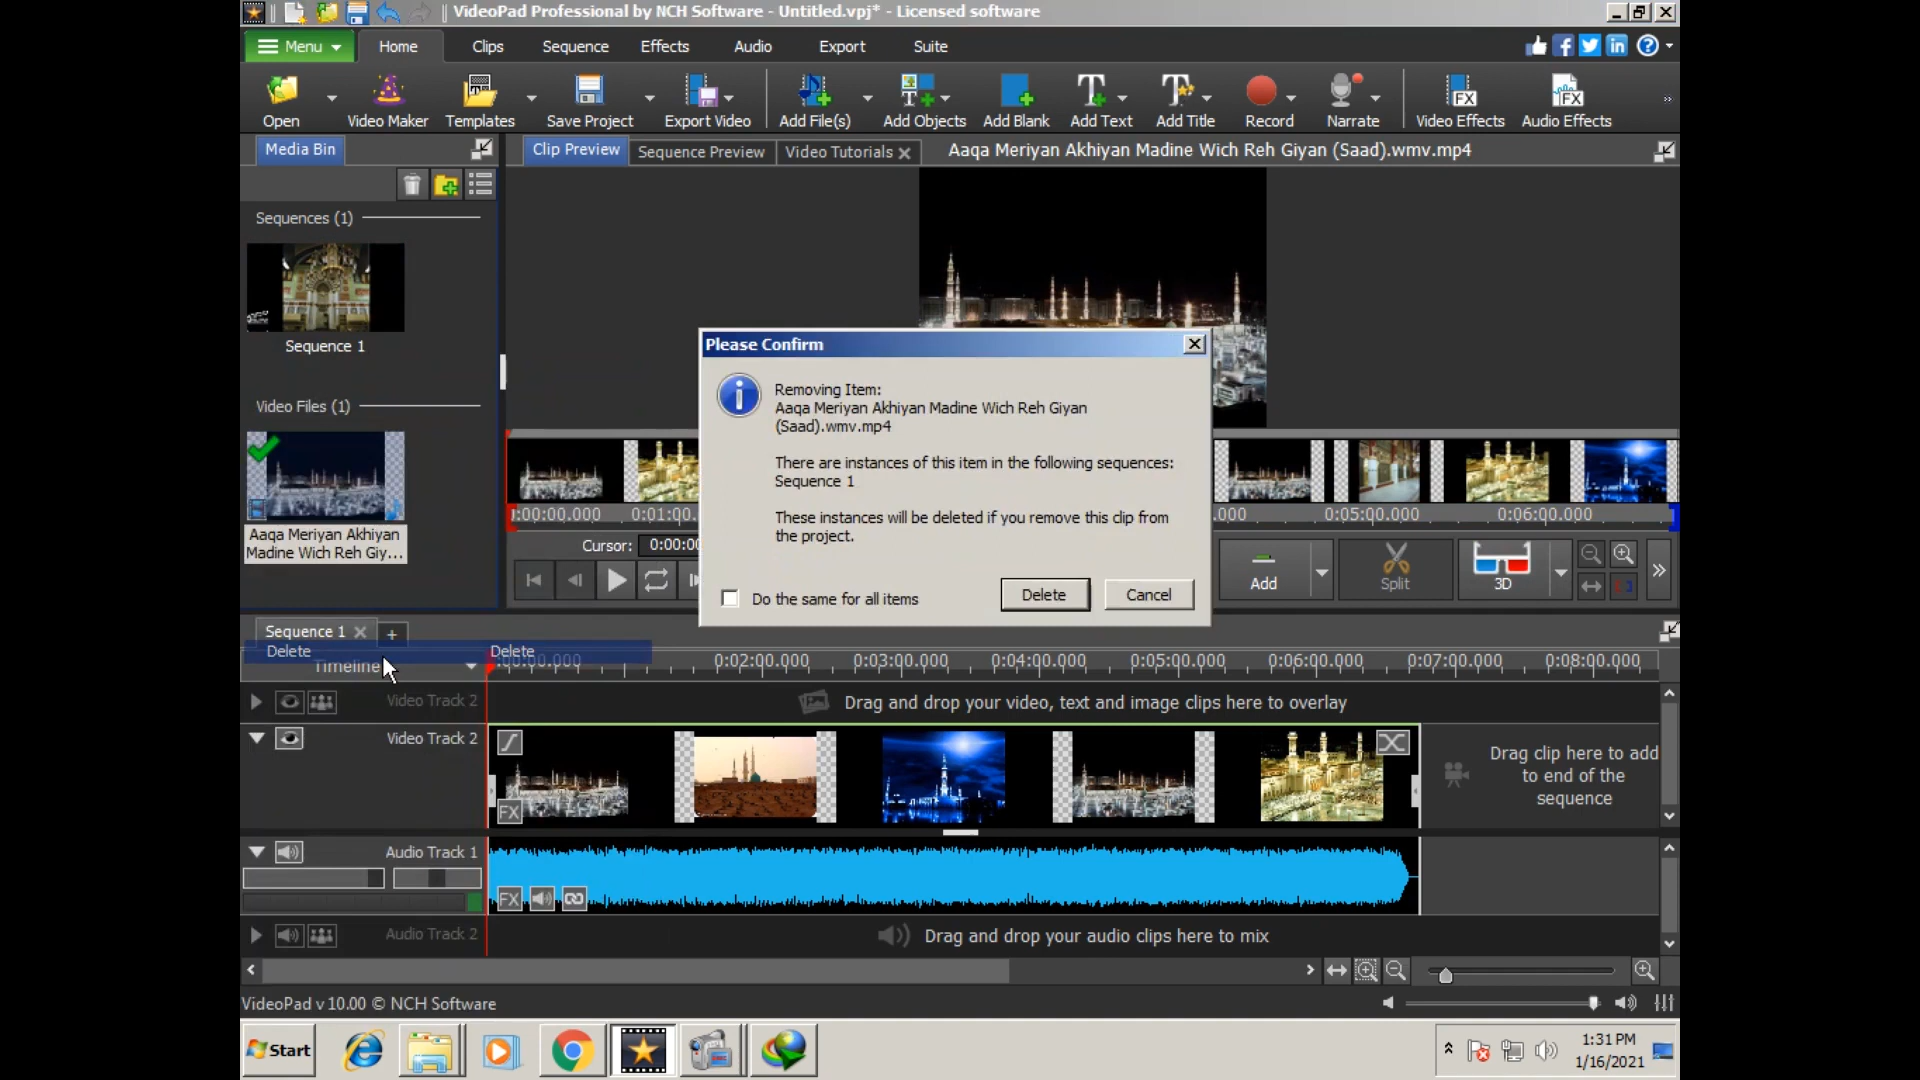 VideoPad Professional by NCH Software - Untitled.vpj* - Licensed software
Menu Home Clips Sequence Effects Audio Export Suite
Open Video Maker Templates Save Project Export Video Add File(s) Add Objects Add Blank Add Text Add Title Record Narrate Video Effects Audio Effects
Media Bin
Clip Preview Sequence Preview Video Tutorials Aaqa Meriyan Akhiyan Madine Wich Reh Giyan (Saad).wmv.mp4
Sequences (1)
Sequence 1
Video Files (1)
Aaqa Meriyan Akhiyan
Madine Wich Reh Giy...
Please Confirm
Removing Item:
Aaqa Meriyan Akhiyan Madine Wich Reh Giyan
(Saad).wmv.mp4
There are instances of this item in the following sequences:
Sequence 1
These instances will be deleted if you remove this clip from
the project.
Do the same for all items Delete Cancel
0:05:00.000 0:06:00.000
Cursor:
Add Split 3D
Sequence 1
Delete Delete
Timeline 0:02:00.000 0:03:00.000 0:04:00.000 0:05:00.000 0:06:00.000 0:07:00.000 0:08:00.000
Video Track 2 Drag and drop your video, text and image clips here to overlay
Video Track 2
FX
Drag clip here to add
to end of the
sequence
Audio Track 1
FX
Audio Track 2 Drag and drop your audio clips here to mix
VideoPad v 10.00 © NCH Software
Start
1:31 PM
1/16/2021